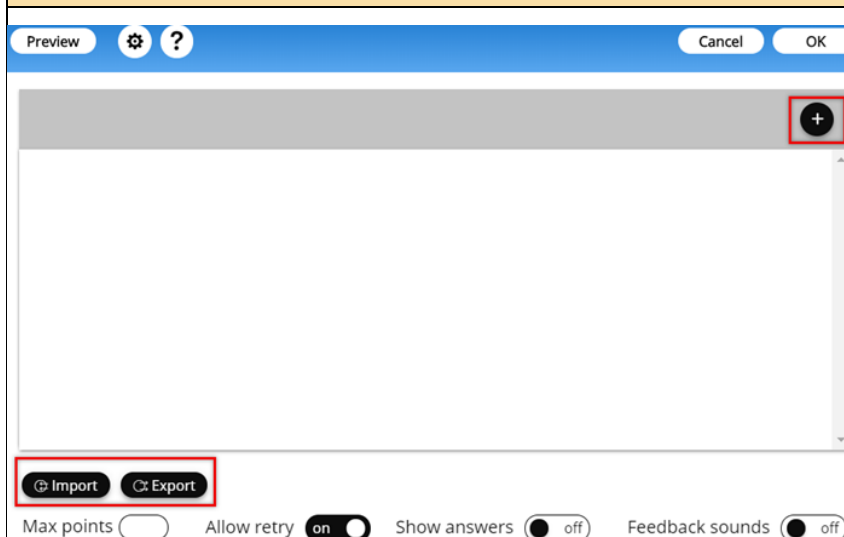 Preview ? Cancel OK
+
Import Export
Max points Allow retry on Show answers off Feedback sounds off